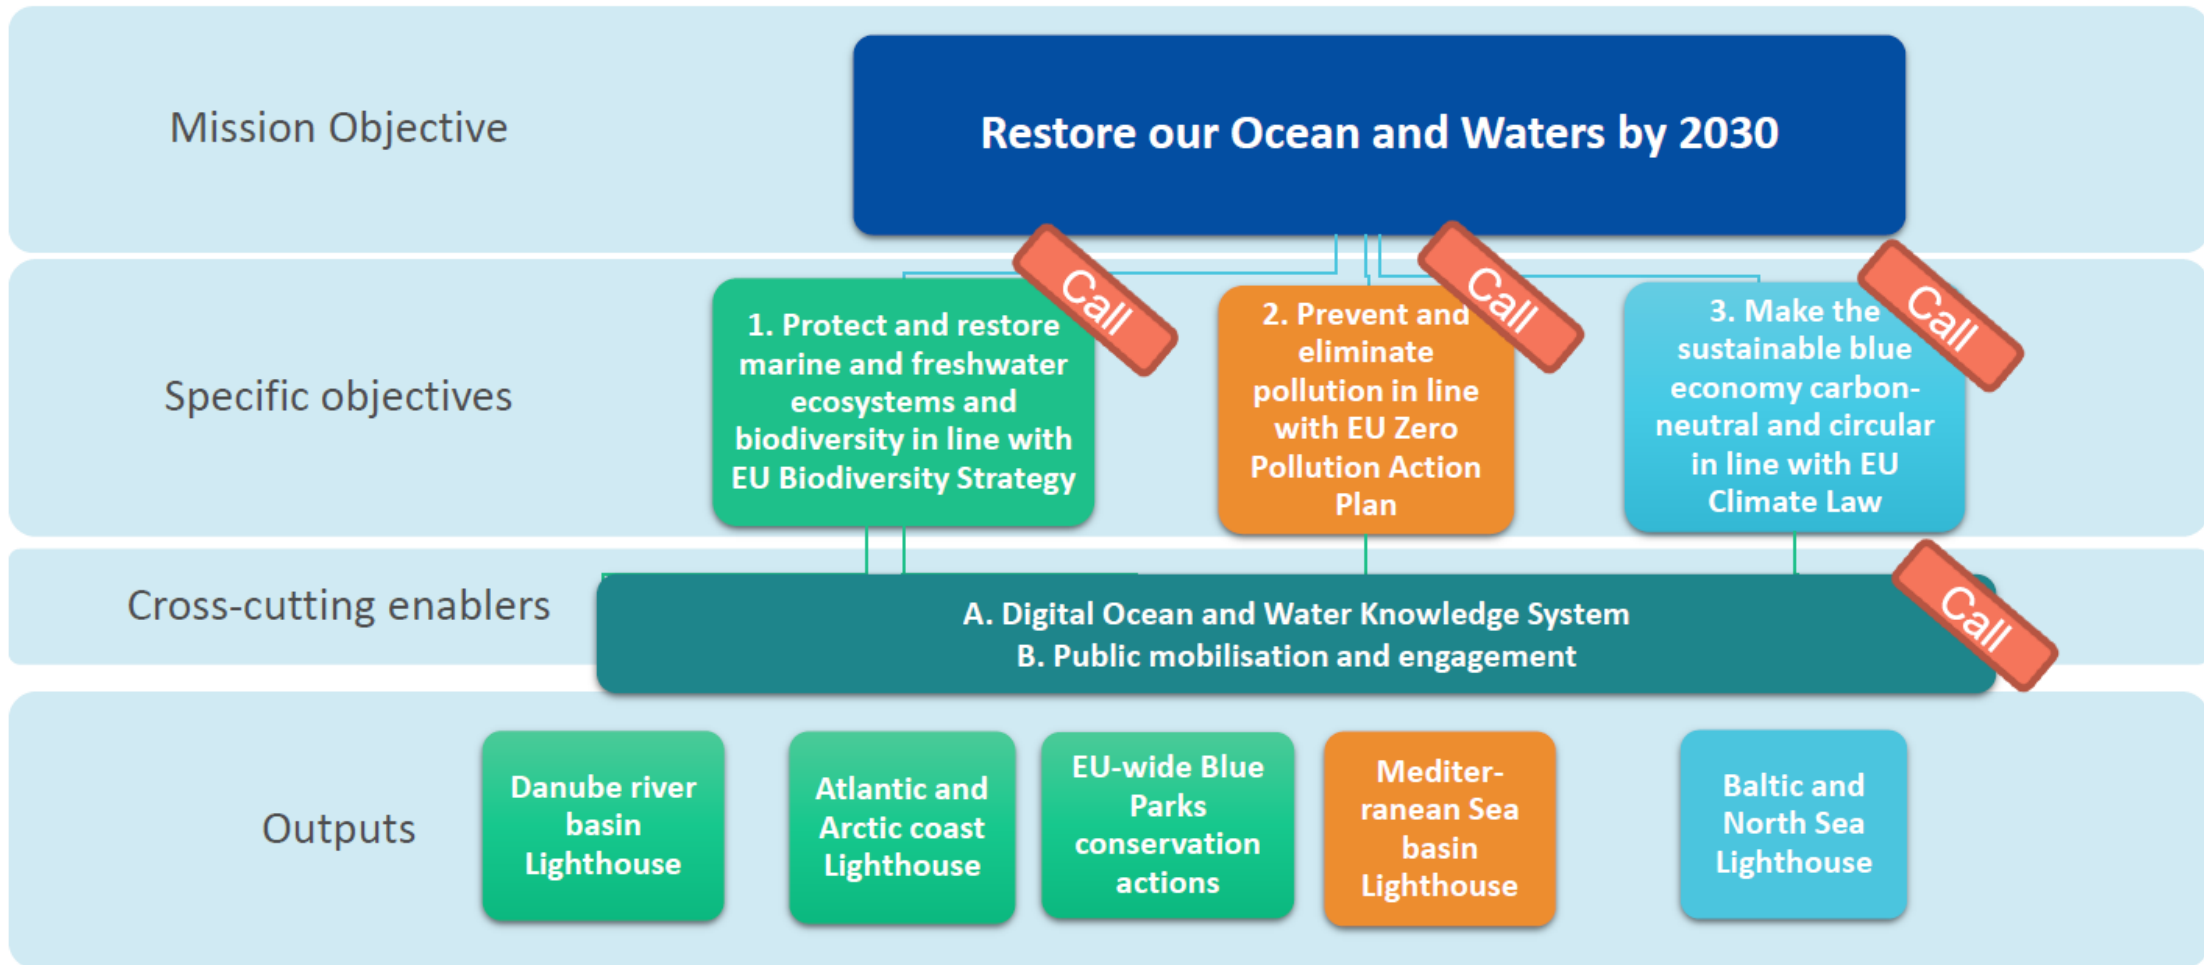 Mission Objective
Restore our Ocean and Waters by 2030
Call
Call
Call
Specific objectives
1. Protect and restore
marine and freshwater
ecosystems and
biodiversity in line with
EU Biodiversity Strategy
2. Prevent and
eliminate
pollution in line
with EU Zero
Pollution Action
Plan
3. Make the
sustainable blue
economy carbon-
neutral and circular
in line with EU
Climate Law
Cross-cutting enablers
A. Digital Ocean and Water Knowledge System
B. Public mobilisation and engagement
Call
Outputs
Danube river
basin
Lighthouse
Atlantic and
Arctic coast
Lighthouse
EU-wide Blue
Parks
conservation
actions
Mediter-
ranean Sea
basin
Lighthouse
Baltic and
North Sea
Lighthouse